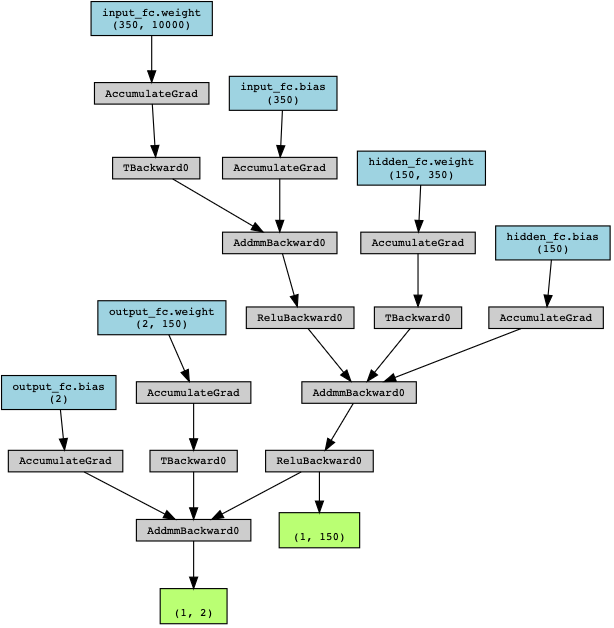 input_fc.weight
(350, 10000)
AccumulateGrad
input_fc.bias
(350)
TBackward0
AccumulateGrad
hidden_fc.weight
(150, 350)
AddmmBackward0
AccumulateGrad
hidden_fc.bias
(150)
output_fc.weight
(2, 150)
ReluBackward0
TBackward0
AccumulateGrad
output_fc.bias
(2)
AccumulateGrad
AddmmBackward0
AccumulateGrad
TBackward0
ReluBackward0
AddmmBackward0
(1, 150)
(1, 2)